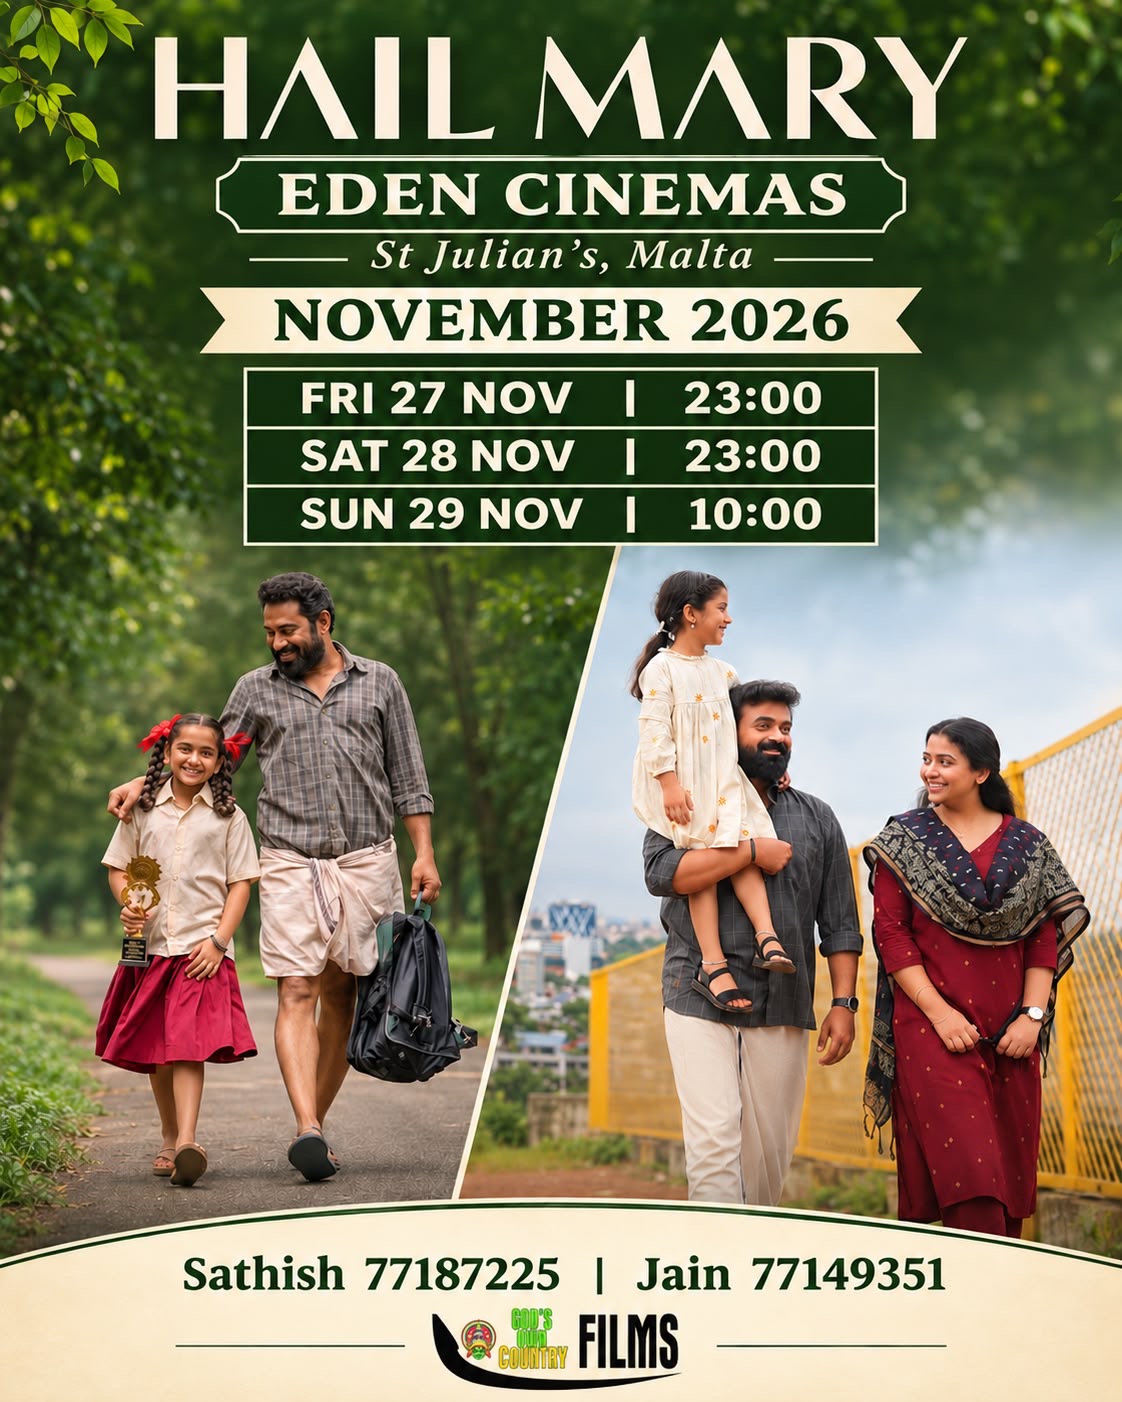 HAIL MARY
EDEN CINEMAS
St Julian's, Malta
NOVEMBER 2026
FRI 27 NOV | 23:00
SAT 28 NOV | 23:00
SUN 29 NOV | 10:00
Sathish 77187225 | Jain 77149351
GOD'S
OWN
COUNTRY FILMS